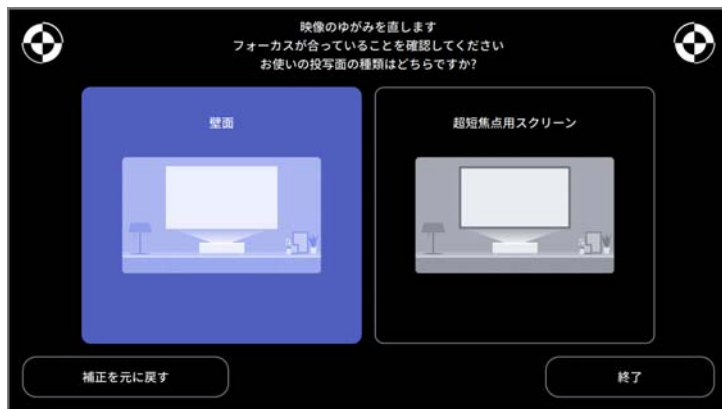 映像のゆがみを直します
フォーカスが合っていることを確認してください
お使いの投写面の種類はどちらですか?
壁面
超短焦点用スクリーン
補正を元に戻す
終了